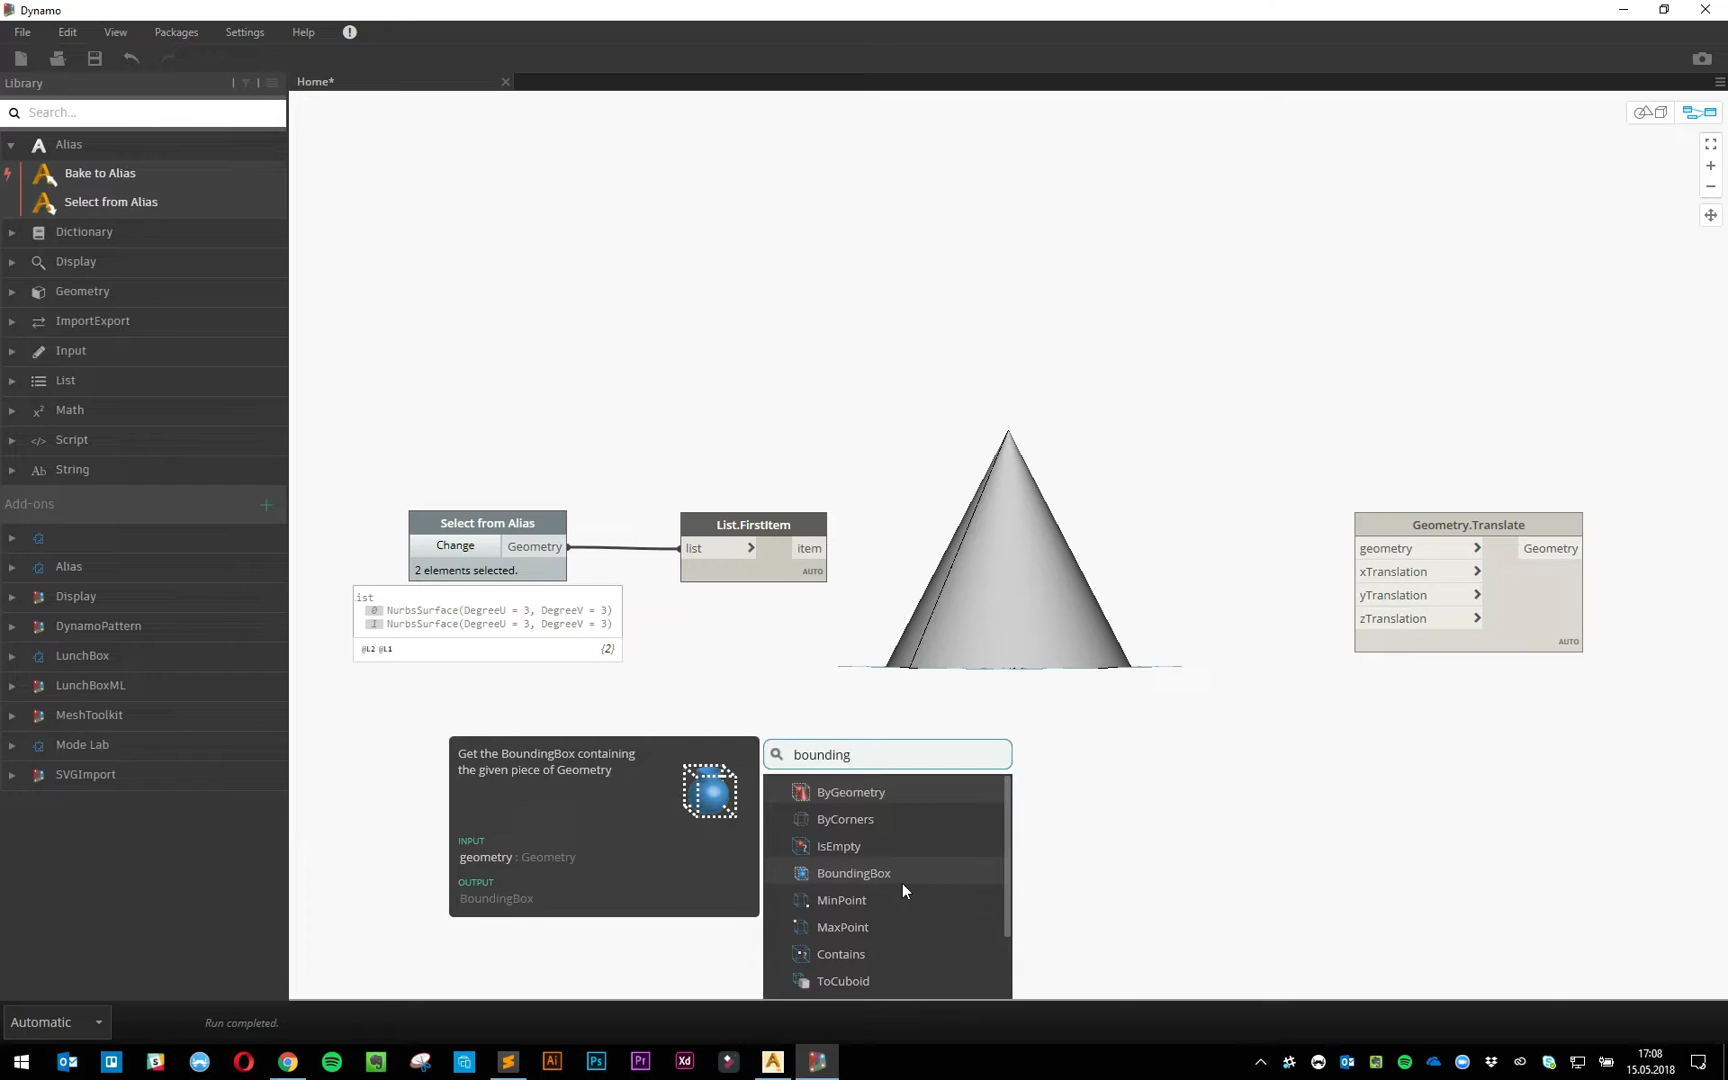 Dynamo
File Edit View Packages Settings Help
Library
Home*
Search...
Alias
Bake to Alias
Select from Alias
Dictionary
Display
Geometry
ImportExport
Input
List
Math
Script
String
Add-ons
Alias
Display
DynamoPattern
LunchBox
LunchBoxML
MeshToolkit
Mode Lab
SVGImport
Select from Alias
Change Geometry
2 elements selected.
ist
0 NurbsSurface(DegreeU = 3, DegreeV = 3)
1 NurbsSurface(DegreeU = 3, DegreeV = 3)
@L2 @L1 {2}
List.FirstItem
list > item
AUTO
Geometry.Translate
geometry > Geometry
xTranslation >
yTranslation >
zTranslation >
AUTO
Get the BoundingBox containing
the given piece of Geometry
INPUT
geometry : Geometry
OUTPUT
BoundingBox
bounding
ByGeometry
ByCorners
IsEmpty
BoundingBox
MinPoint
MaxPoint
Contains
ToCuboid
Automatic
Run completed.
Ai Ps Pr Xd
17:08
15.05.2018